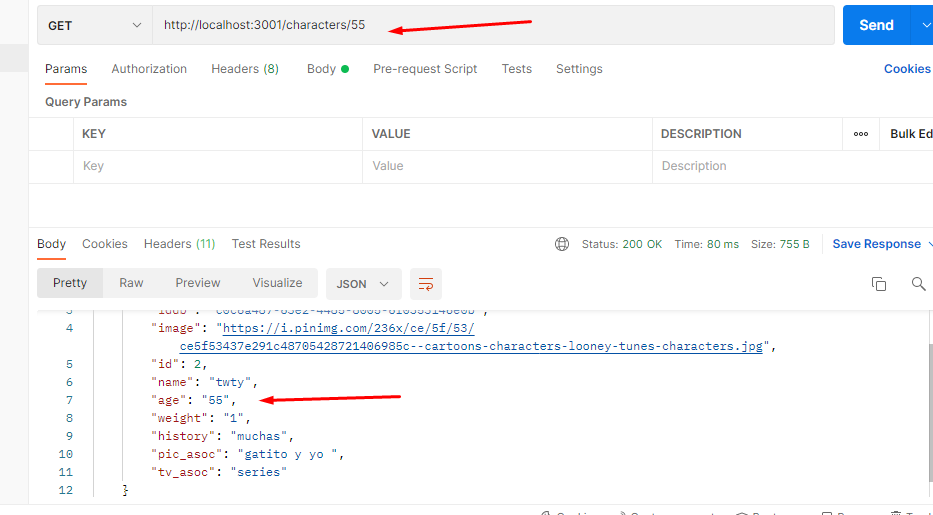 GET http://localhost:3001/characters/55 Send
Params Authorization Headers (8) Body Pre-request Script Tests Settings Cookies
Query Params
KEY VALUE DESCRIPTION Bulk Ed
Key Value Description
Body Cookies Headers (11) Test Results Status: 200 OK Time: 80 ms Size: 755 B Save Response
Pretty Raw Preview Visualize JSON
4 "image": "https://i.pinimg.com/236x/ce/5f/53/
ce5f53437e291c48705428721406985c--cartoons-characters-looney-tunes-characters.jpg",
5 "id": 2,
6 "name": "twty",
7 "age": "55",
8 "weight": "1",
9 "history": "muchas",
10 "pic_asoc": "gatito y yo ",
11 "tv_asoc": "series"
12 }